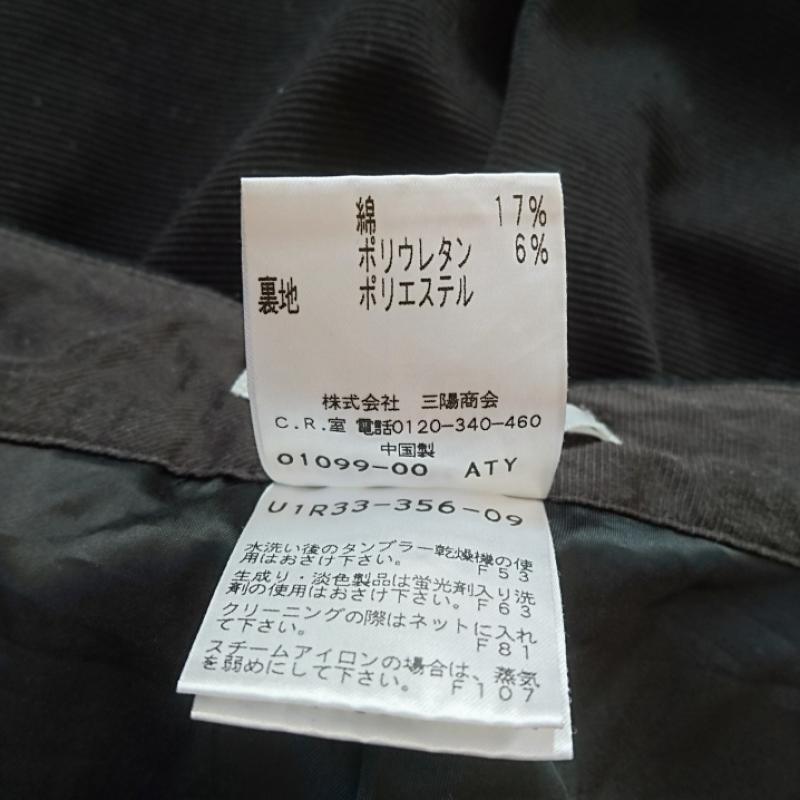 綿 17%
ポリウレタン 6%
裏地 ポリエステル
株式会社 三陽商会
C.R.室 電話0120-340-460
中国製
01099-00 ATY
U1R33-356-09
水洗い後のタンブラー乾燥機の使
用はおさけ下さい。 F53
生成り・淡色製品は蛍光剤入り洗
剤の使用はおさけ下さい。F63
クリーニングの際はネットに入れ
て下さい。 F81
スチームアイロンの場合は、蒸気
を弱めにして下さい。 F107